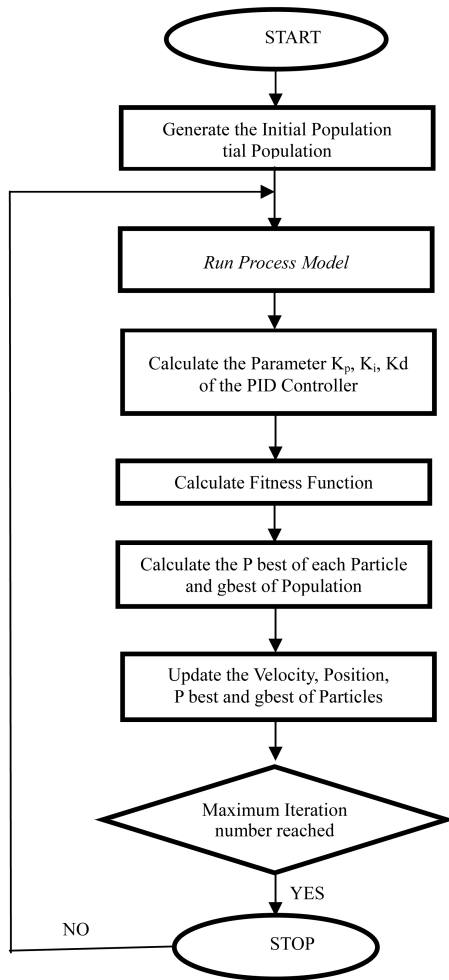 START
Generate the Initial Population
tial Population
Run Process Model
Calculate the Parameter Kp, Ki, Kd
of the PID Controller
Calculate Fitness Function
Calculate the P best of each Particle
and gbest of Population
Update the Velocity, Position,
P best and gbest of Particles
Maximum Iteration
number reached
YES
NO
STOP